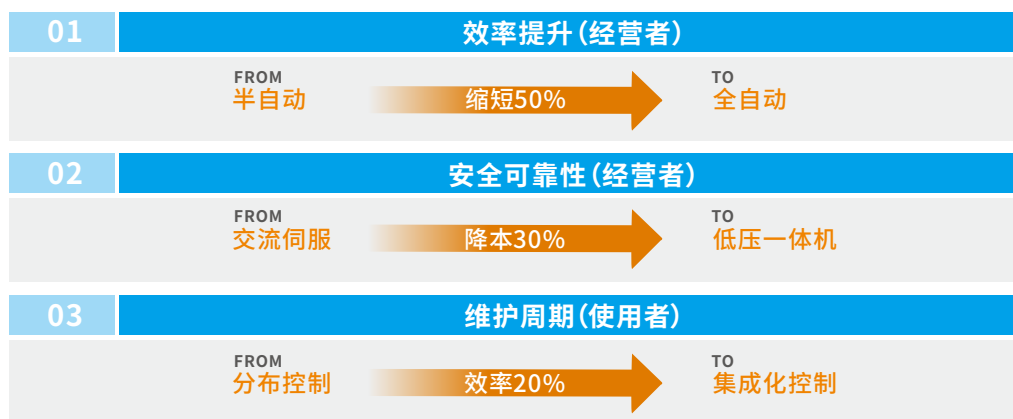 01 效率提升(经营者)
FROM TO
半自动 缩短50% 全自动
02 安全可靠性(经营者)
FROM TO
交流伺服 降本30% 低压一体机
03 维护周期(使用者)
FROM TO
分布控制 效率20% 集成化控制